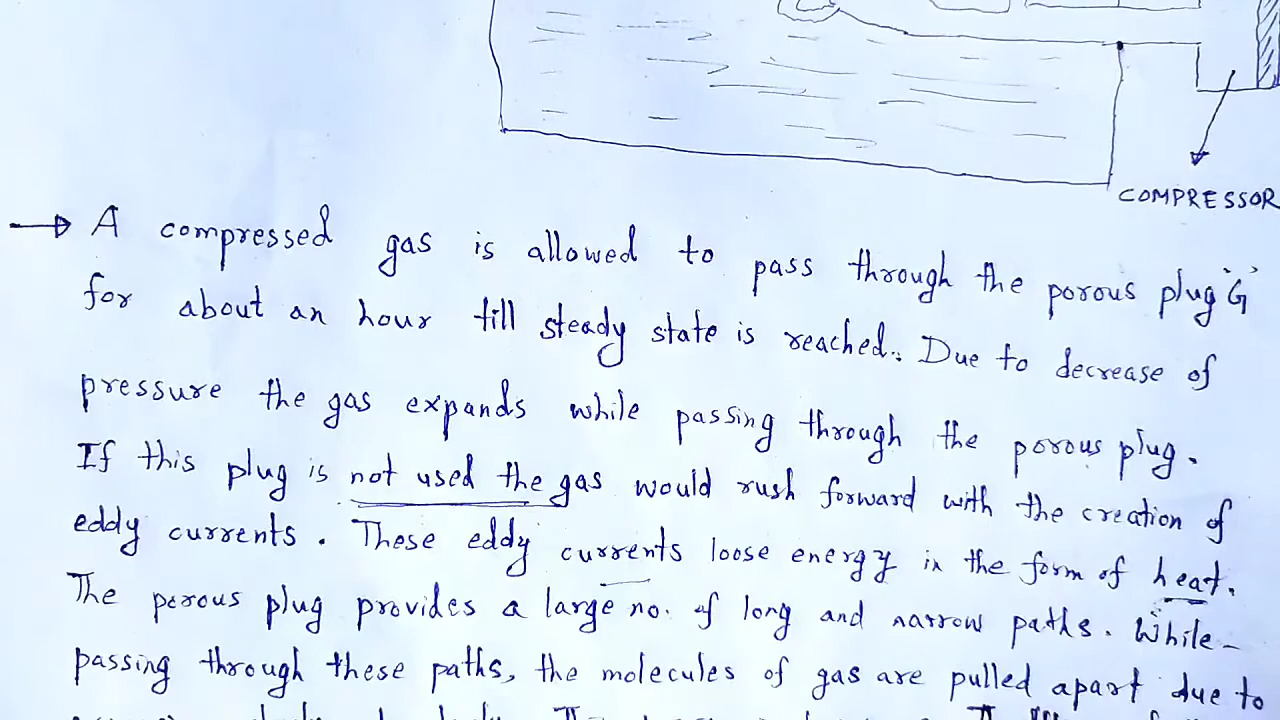 COMPRESSOR
→ A compressed gas is allowed to pass through the porous plug 'G'
for about an hour till steady state is reached. Due to decrease of
pressure the gas expands while passing through the porous plug.
If this plug is not used the gas would rush forward with the creation of
eddy currents. These eddy currents loose energy in the form of heat.
The porous plug provides a large no. of long and narrow paths. While-
passing through these paths, the molecules of gas are pulled apart due to